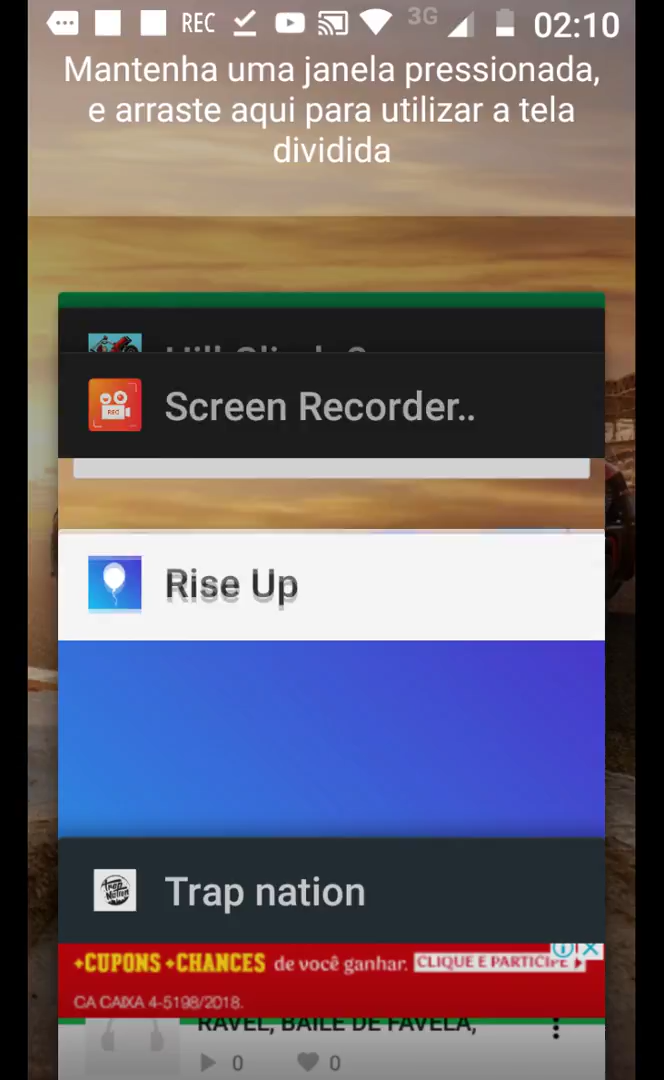 REC 3G 02:10
Mantenha uma janela pressionada,
e arraste aqui para utilizar a tela
dividida
REC
Screen Recorder..
Rise Up
Trap nation
+CUPONS +CHANCES de você ganhar. CLIQUE E PARTICIPE
CA CAIXA 4-5198/2018.
RAVEL, BAILE DE FAVELA,
0 0